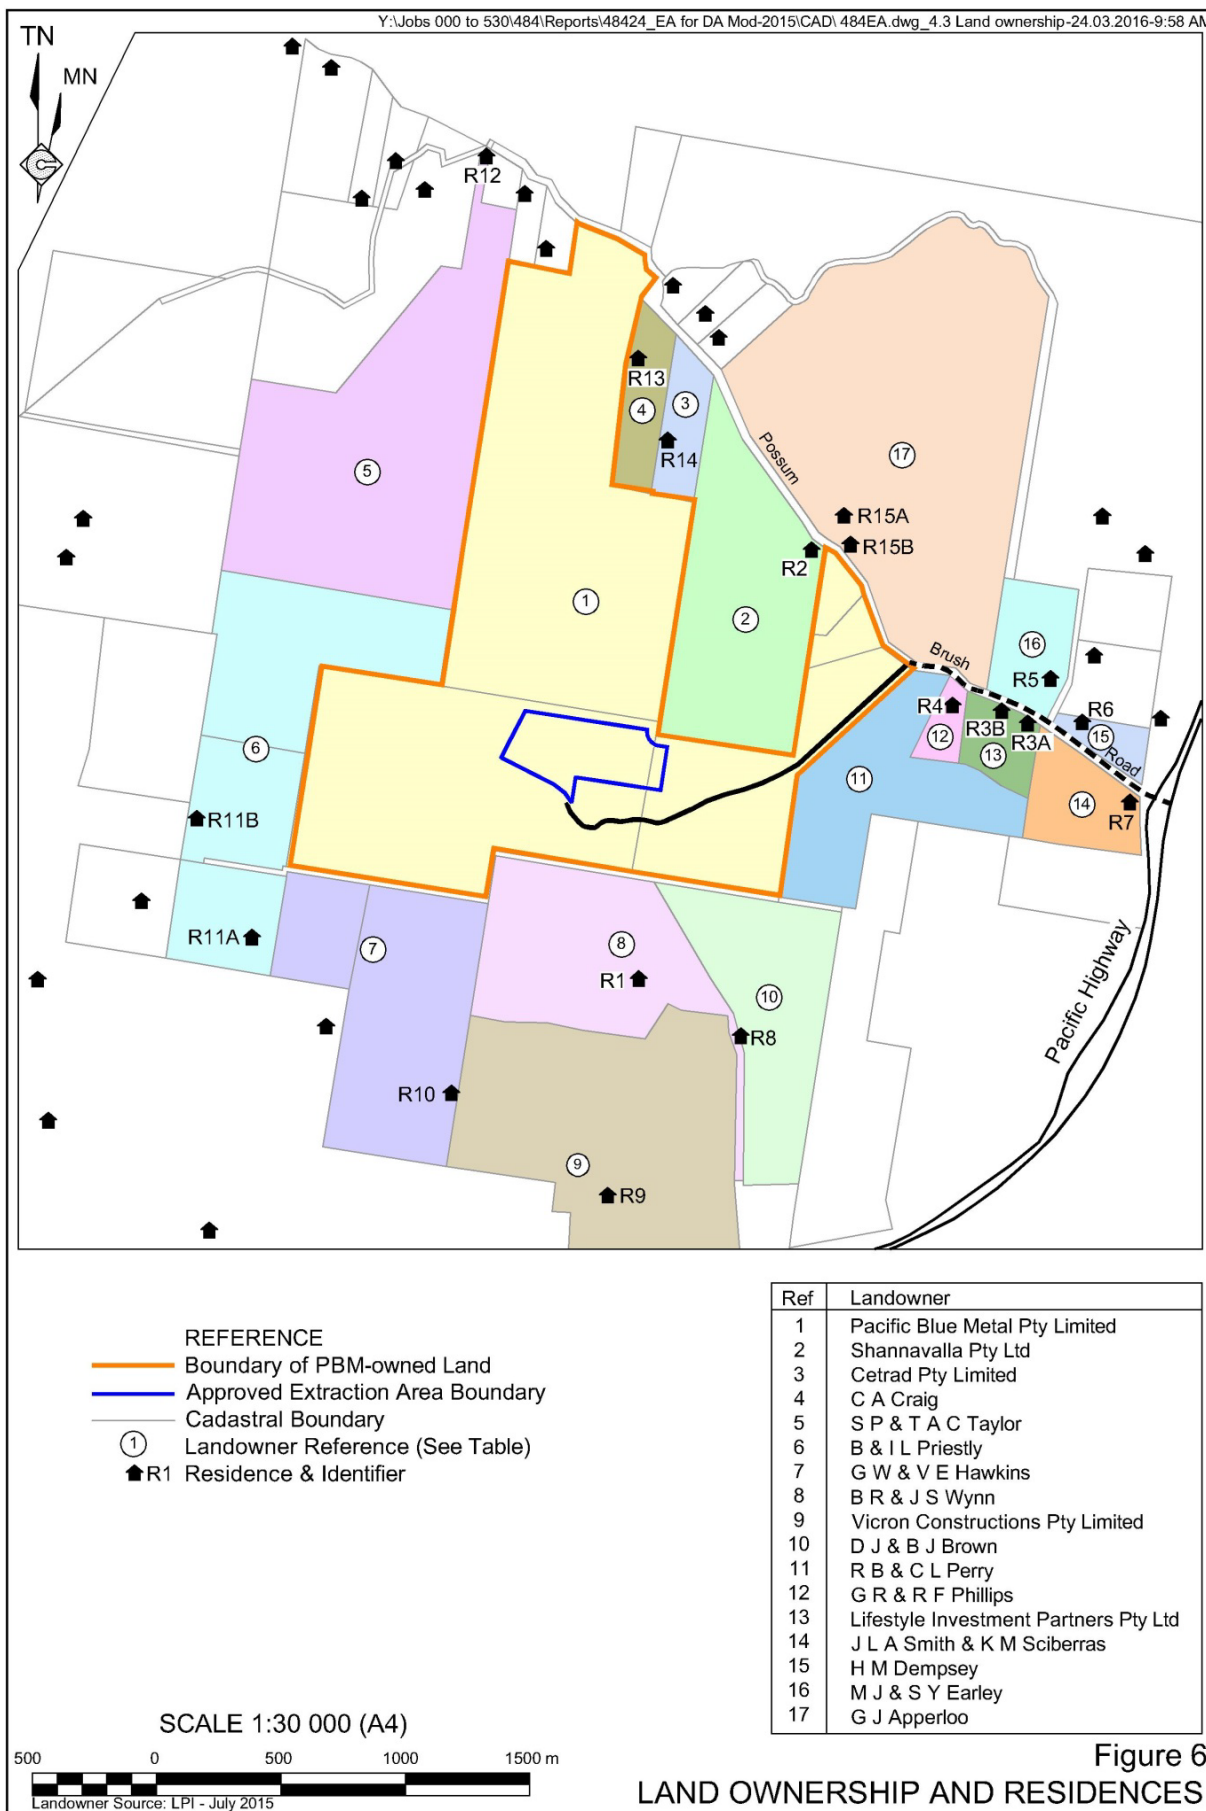 Y:\Jobs 000 to 530\484\Reports\48424_EA for DA Mod-2015\CAD\ 484EA.dwg_4.3 Land ownership-24.03.2016-9:58 AM
TN
MN
R12
R13
4
3
R14
5
17
Possum
R15A
R15B
R2
1
2
16
Brush
R5
R4
R3B
R3A
R6
12
13
15
Road
6
11
14
R7
R11B
R11A
7
8
R1
10
R8
Pacific Highway
R10
9
R9
REFERENCE
Boundary of PBM-owned Land
Approved Extraction Area Boundary
Cadastral Boundary
1 Landowner Reference (See Table)
R1 Residence & Identifier
Ref Landowner
1 Pacific Blue Metal Pty Limited
2 Shannavalla Pty Ltd
3 Cetrad Pty Limited
4 C A Craig
5 S P & T A C Taylor
6 B & I L Priestly
7 G W & V E Hawkins
8 B R & J S Wynn
9 Vicron Constructions Pty Limited
10 D J & B J Brown
11 R B & C L Perry
12 G R & R F Phillips
13 Lifestyle Investment Partners Pty Ltd
14 J L A Smith & K M Sciberras
15 H M Dempsey
16 M J & S Y Earley
17 G J Apperloo
SCALE 1:30 000 (A4)
500 0 500 1000 1500 m
Landowner Source: LPI - July 2015
Figure 6
LAND OWNERSHIP AND RESIDENCES